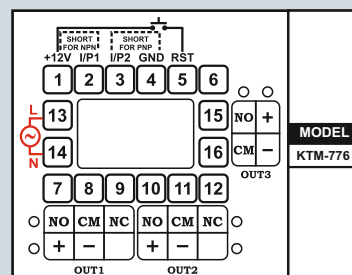 SHORT FOR NPN
SHORT FOR PNP
+12V I/P1 I/P2 GND RST
1 2 3 4 5 6
L 13 15 NO +
N 14 16 CM −
OUT3
7 8 9 10 11 12
NO CM NC NO CM NC
+ − + −
OUT1 OUT2
MODEL
KTM-776